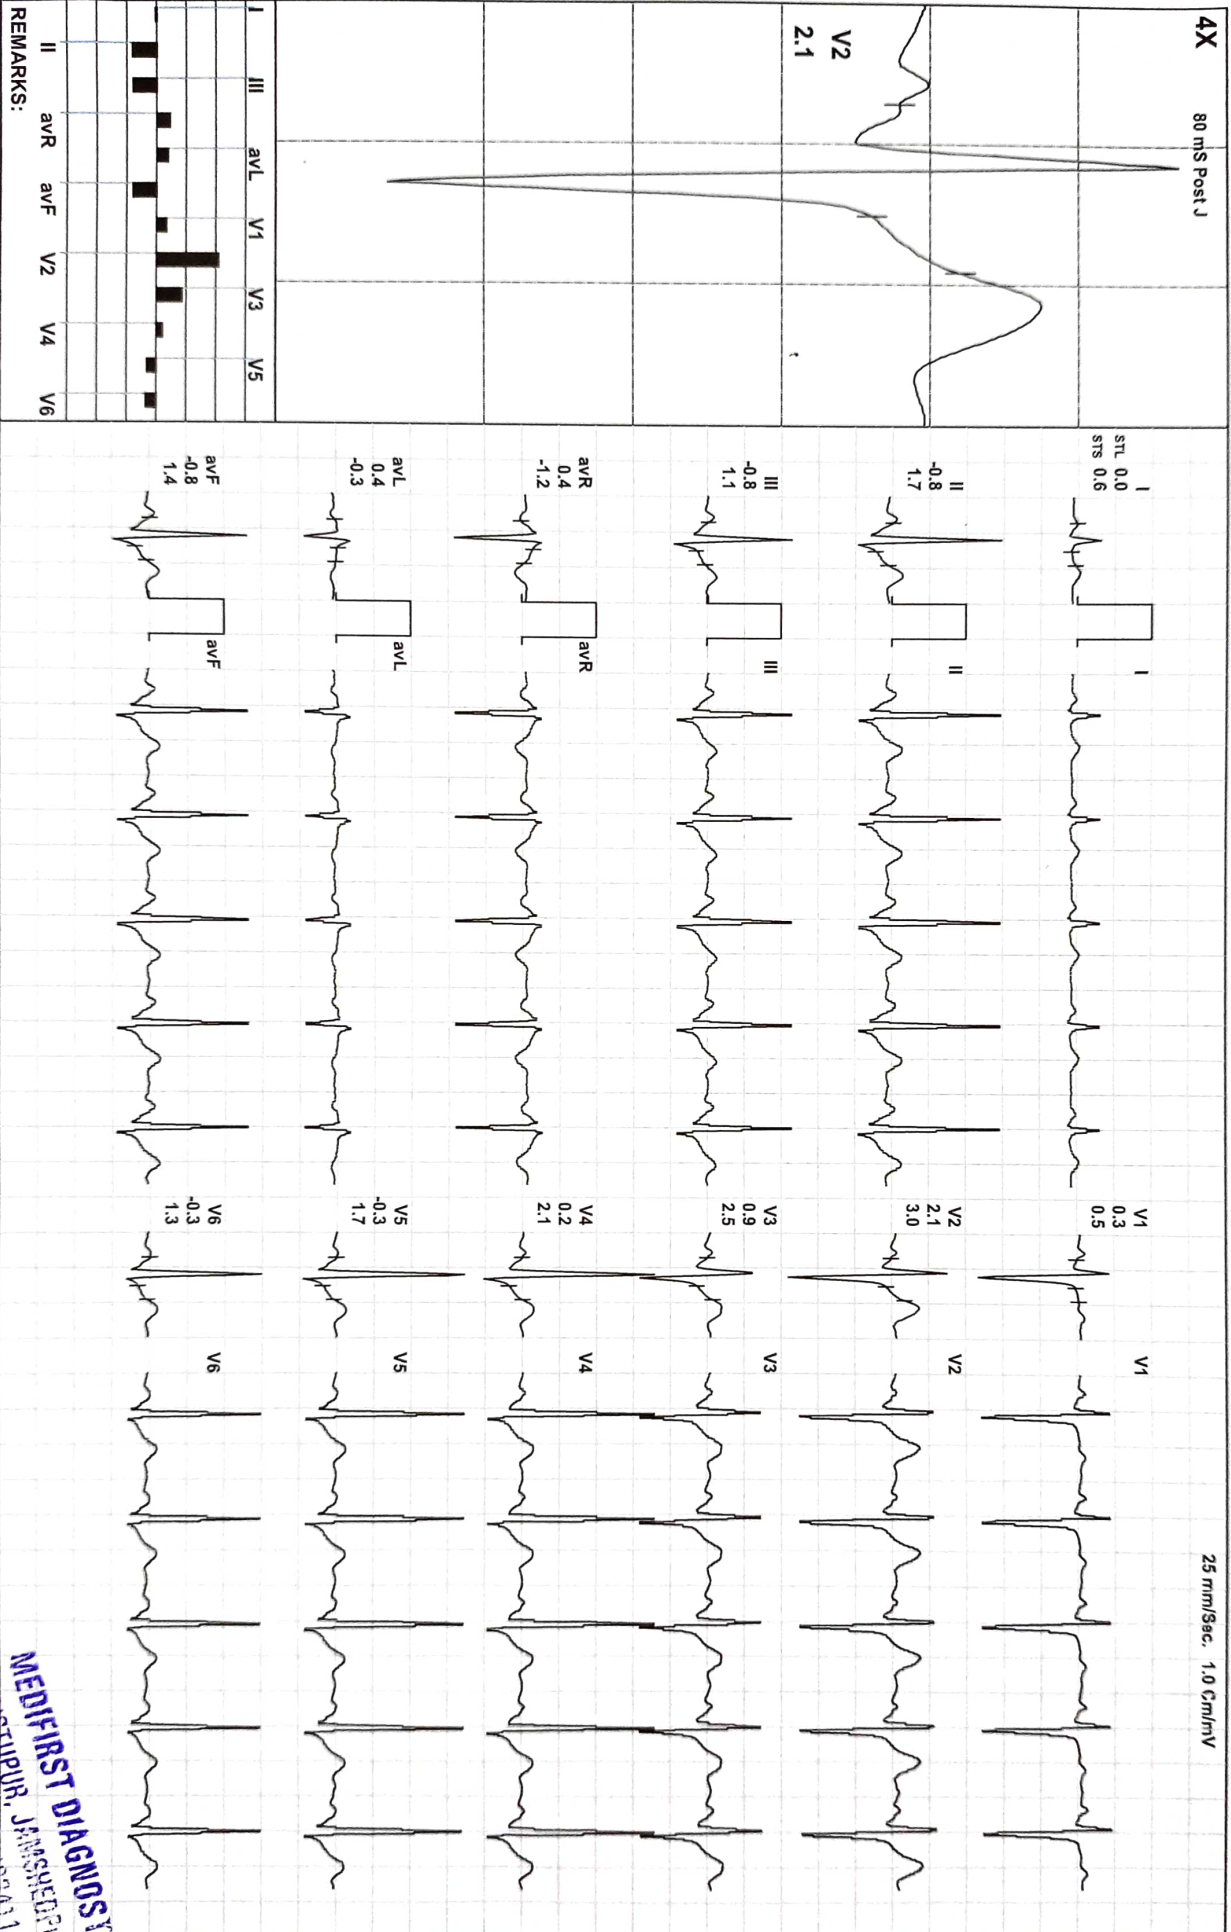 4X
80 mS Post J
25 mm/Sec. 1.0 Cm/mV
V2
2.1
I
STL 0.0
STS 0.6
I
V1
0.3
0.5
V1
II
-0.8
1.7
II
V2
2.1
3.0
V2
III
-0.8
1.1
III
V3
0.9
2.5
V3
avR
0.4
-1.2
avR
V4
0.2
2.1
V4
avL
0.4
-0.3
avL
V5
-0.3
1.7
V5
avF
-0.8
1.4
avF
V6
-0.3
1.3
V6
I III avL V1 V3 V5
II avR avF V2 V4 V6
REMARKS:
MEDIFIRST DIAGNOST